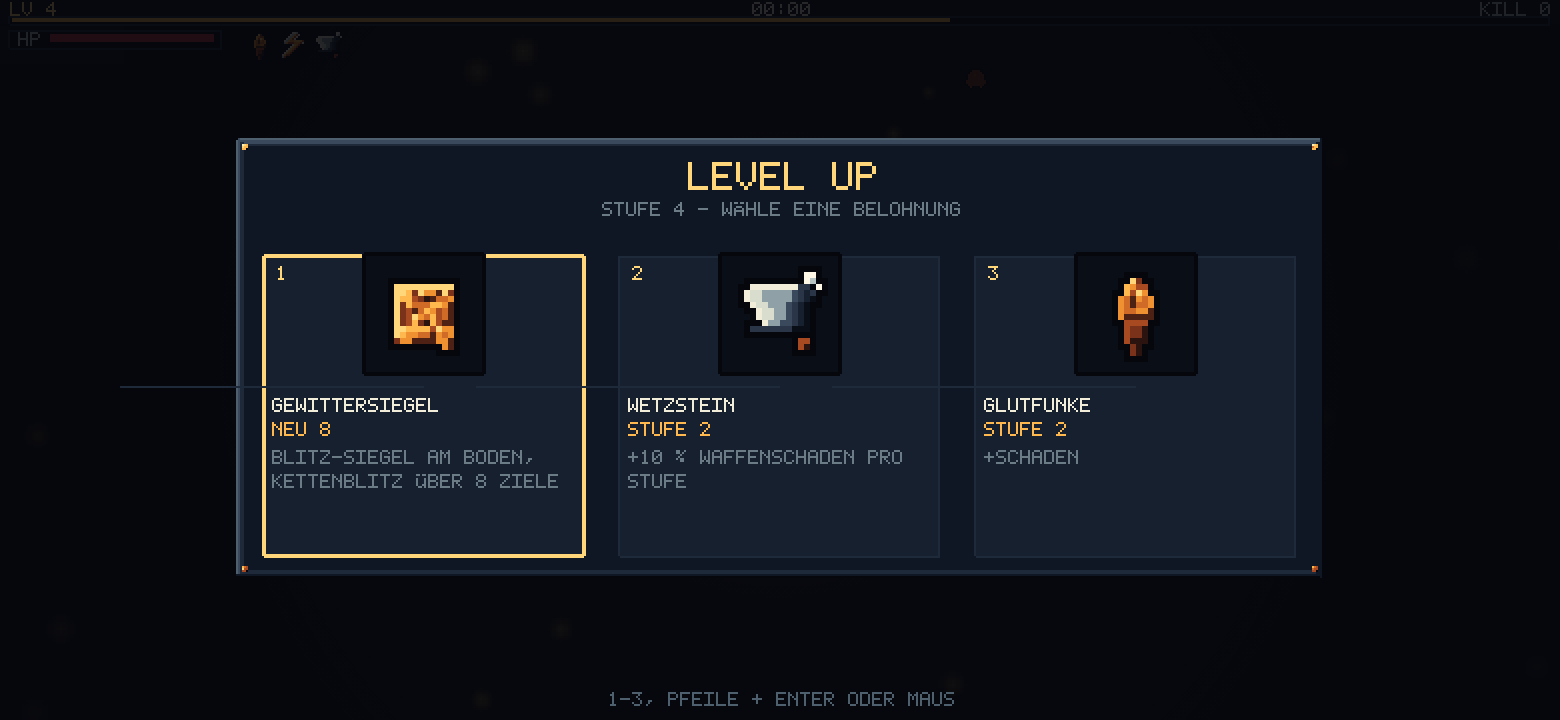 LV 4
00:00
KILL 0
HP
LEVEL UP
STUFE 4 - WäHLE EINE BELOHNUNG
1
2
3
GEWITTERSIEGEL
NEU 8
BLITZ-SIEGEL AM BODEN,
KETTENBLITZ üBER 8 ZIELE
WETZSTEIN
STUFE 2
+10 % WAFFENSCHADEN PRO
STUFE
GLUTFUNKE
STUFE 2
+SCHADEN
1-3, PFEILE + ENTER ODER MAUS